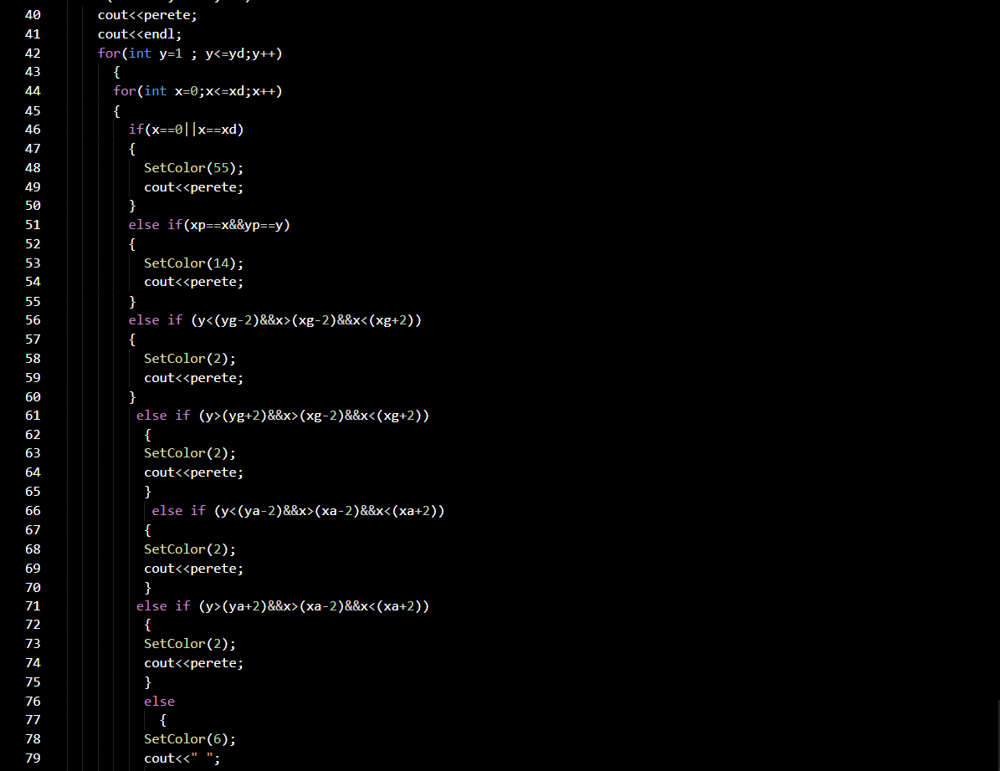 40 cout<<perete;
41 cout<<endl;
42 for(int y=1 ; y<=yd;y++)
43 {
44 for(int x=0;x<=xd;x++)
45 {
46 if(x==0||x==xd)
47 {
48 SetColor(55);
49 cout<<perete;
50 }
51 else if(xp==x&&yp==y)
52 {
53 SetColor(14);
54 cout<<perete;
55 }
56 else if (y<(yg-2)&&x>(xg-2)&&x<(xg+2))
57 {
58 SetColor(2);
59 cout<<perete;
60 }
61 else if (y>(yg+2)&&x>(xg-2)&&x<(xg+2))
62 {
63 SetColor(2);
64 cout<<perete;
65 }
66 else if (y<(ya-2)&&x>(xa-2)&&x<(xa+2))
67 {
68 SetColor(2);
69 cout<<perete;
70 }
71 else if (y>(ya+2)&&x>(xa-2)&&x<(xa+2))
72 {
73 SetColor(2);
74 cout<<perete;
75 }
76 else
77 {
78 SetColor(6);
79 cout<<" ";